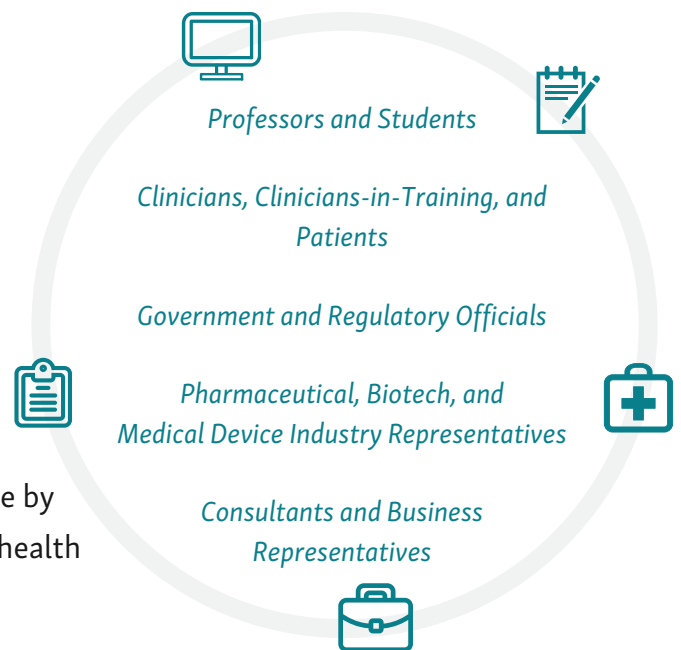 Professors and Students
Clinicians, Clinicians-in-Training, and
Patients
Government and Regulatory Officials
Pharmaceutical, Biotech, and
Medical Device Industry Representatives
e by
health
Consultants and Business
Representatives